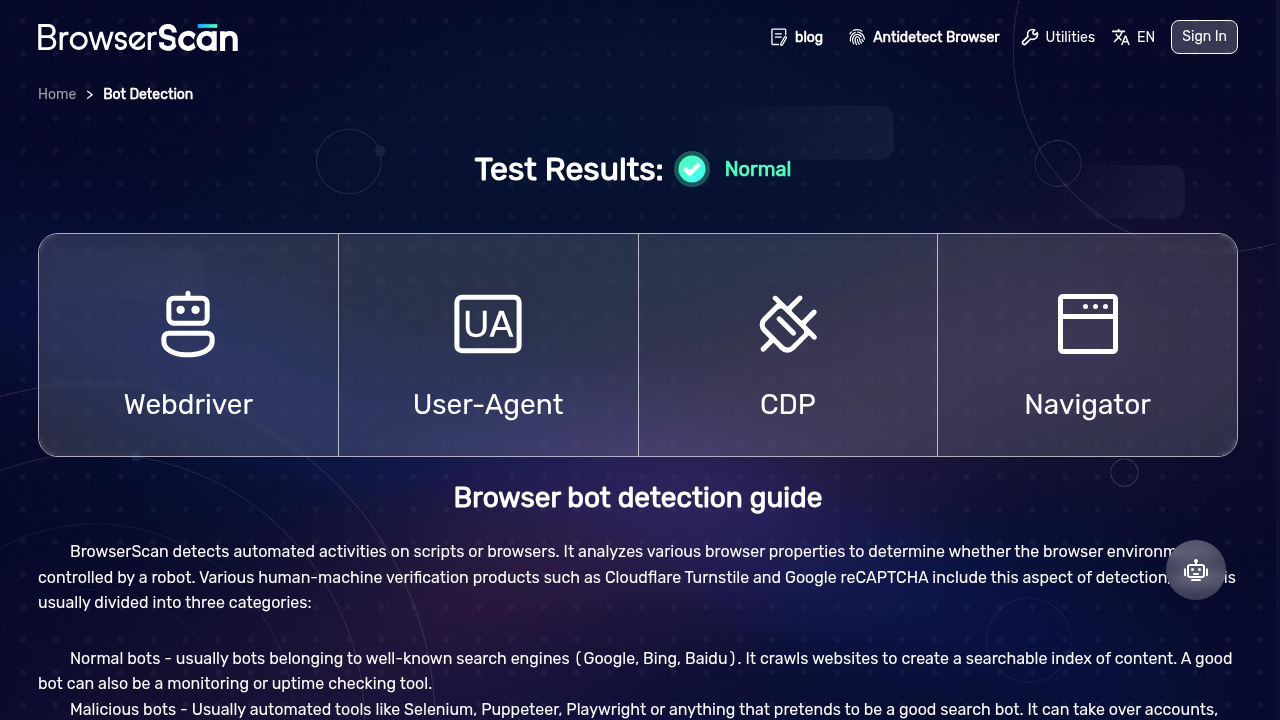 BrowserScan
blog
Antidetect Browser
Utilities
EN
Sign In
Home > Bot Detection
Test Results:
Normal
Webdriver
UA
User-Agent
CDP
Navigator
Browser bot detection guide
BrowserScan detects automated activities on scripts or browsers. It analyzes various browser properties to determine whether the browser
controlled by a robot. Various human-machine verification products such as Cloudflare Turnstile and Google reCAPTCHA include this aspect of detection, is
usually divided into three categories:
Normal bots - usually bots belonging to well-known search engines (Google, Bing, Baidu). It crawls websites to create a searchable index of content. A good
bot can also be a monitoring or uptime checking tool.
Malicious bots - Usually automated tools like Selenium, Puppeteer, Playwright or anything that pretends to be a good search bot. It can take over accounts,